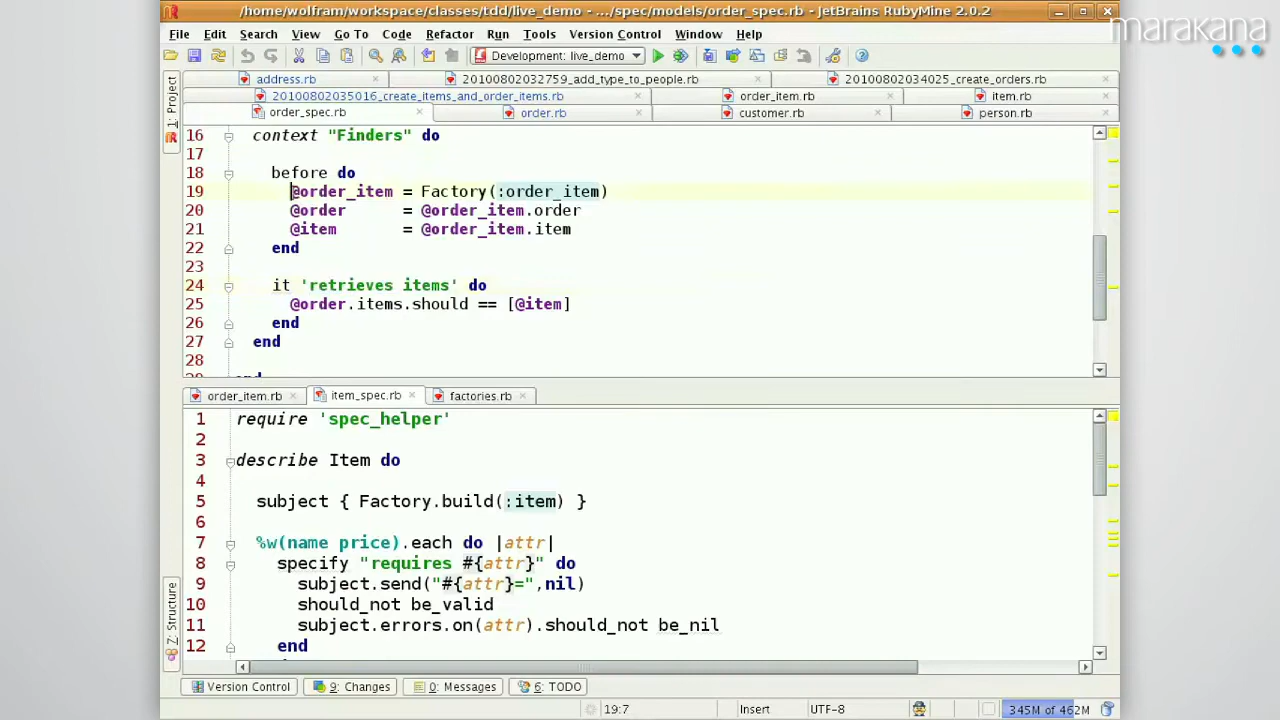 /home/wolfram/workspace/classes/tdd/live_demo - .../spec/models/order_spec.rb - JetBrains RubyMine 2.0.2
marakana
File Edit Search View Go To Code Refactor Run Tools Version Control Window Help
Development: live_demo
address.rb 20100802032759_add_type_to_people.rb 20100802034025_create_orders.rb
20100802035016_create_items_and_order_items.rb order_item.rb item.rb
order_spec.rb order.rb customer.rb person.rb
1: Project
16 context "Finders" do
17
18 before do
19 @order_item = Factory(:order_item)
20 @order = @order_item.order
21 @item = @order_item.item
22 end
23
24 it 'retrieves items' do
25 @order.items.should == [@item]
26 end
27 end
28
order_item.rb item_spec.rb factories.rb
1 require 'spec_helper'
2
3 describe Item do
4
5 subject { Factory.build(:item) }
6
7 %w(name price).each do |attr|
8 specify "requires #{attr}" do
9 subject.send("#{attr}=",nil)
10 should_not be_valid
11 subject.errors.on(attr).should_not be_nil
12 end
Z: Structure
Version Control 9: Changes 0: Messages 6: TODO
19:7 Insert UTF-8 345M of 462M